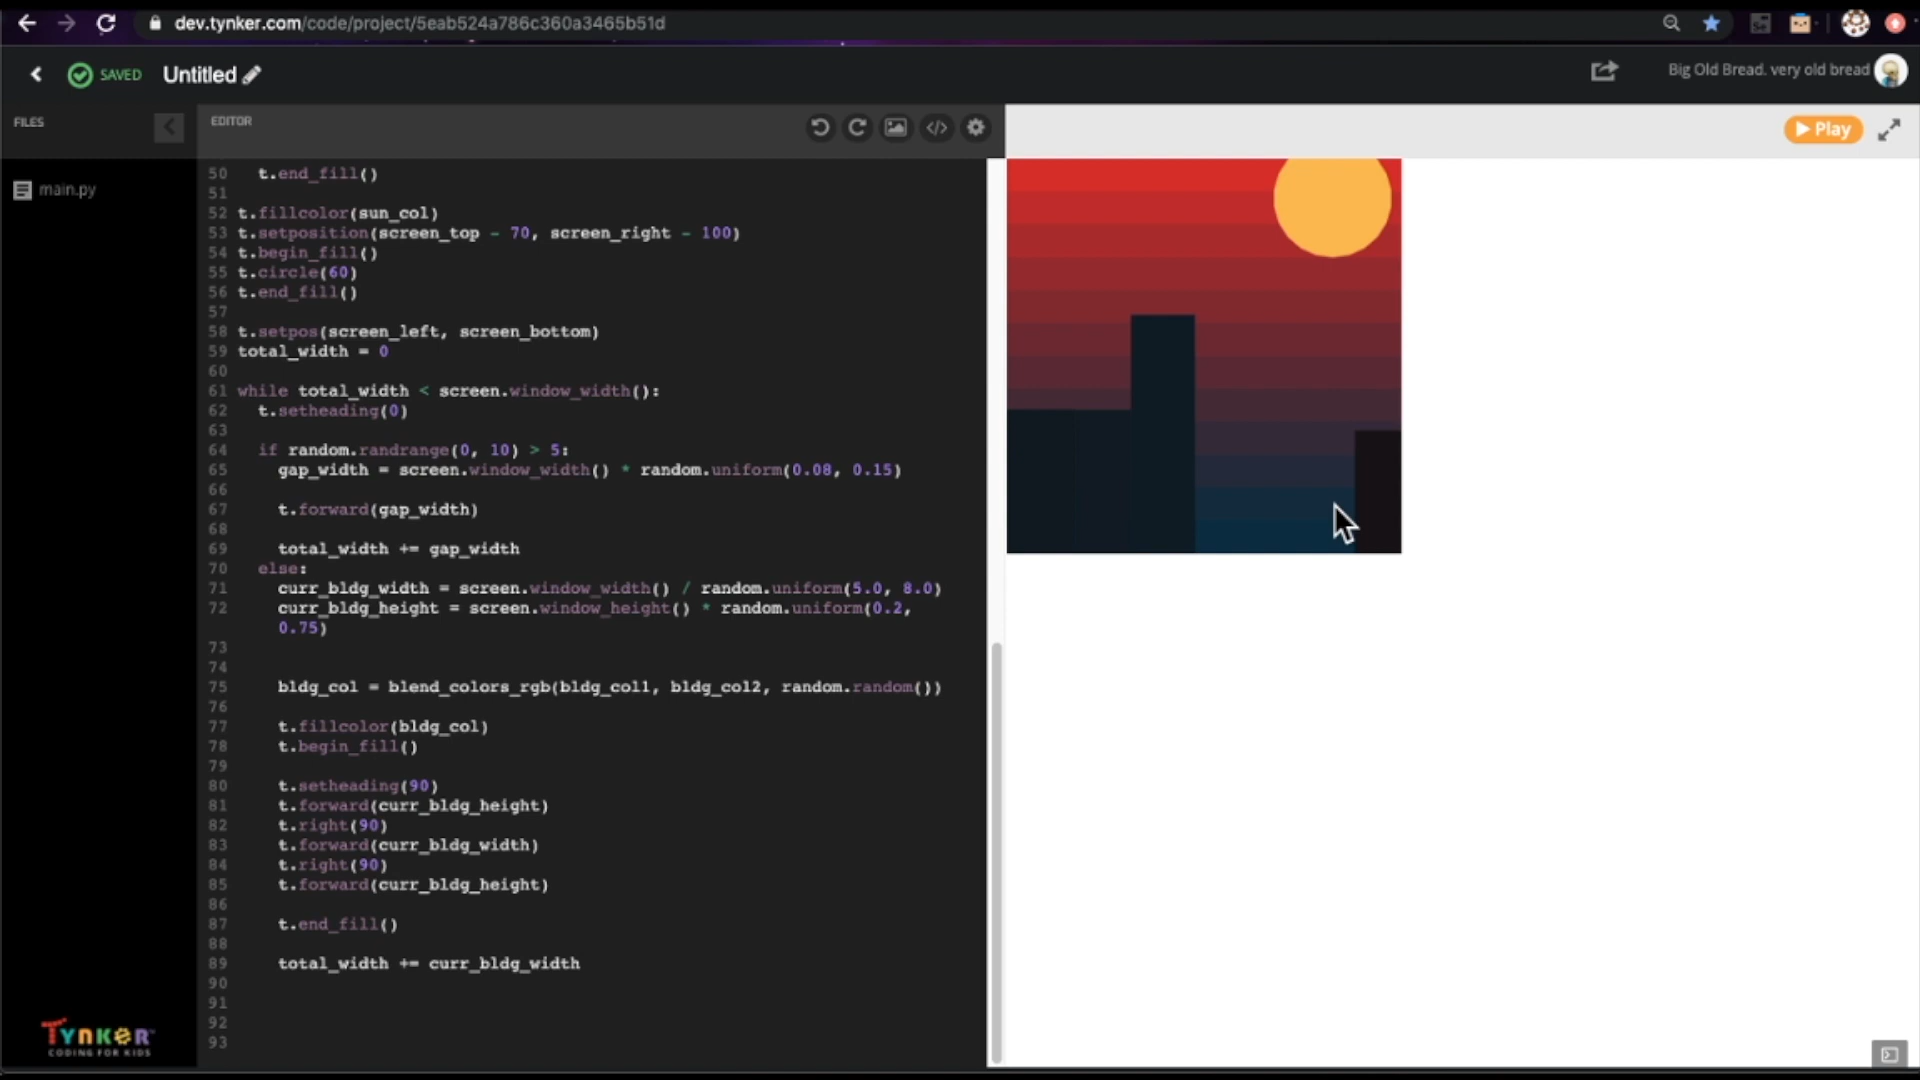 dev.tynker.com/code/project/5eab524a786c360a3465b51d
SAVED Untitled
Big Old Bread. very old bread
FILES
EDITOR
Play
main.py
50 t.end_fill()
51
52 t.fillcolor(sun_col)
53 t.setposition(screen_top - 70, screen_right - 100)
54 t.begin_fill()
55 t.circle(60)
56 t.end_fill()
57
58 t.setpos(screen_left, screen_bottom)
59 total_width = 0
60
61 while total_width < screen.window_width():
62 t.setheading(0)
63
64 if random.randrange(0, 10) > 5:
65 gap_width = screen.window_width() * random.uniform(0.08, 0.15)
66
67 t.forward(gap_width)
68
69 total_width += gap_width
70 else:
71 curr_bldg_width = screen.window_width() / random.uniform(5.0, 8.0)
72 curr_bldg_height = screen.window_height() * random.uniform(0.2,
0.75)
73
74
75 bldg_col = blend_colors_rgb(bldg_col1, bldg_col2, random.random())
76
77 t.fillcolor(bldg_col)
78 t.begin_fill()
79
80 t.setheading(90)
81 t.forward(curr_bldg_height)
82 t.right(90)
83 t.forward(curr_bldg_width)
84 t.right(90)
85 t.forward(curr_bldg_height)
86
87 t.end_fill()
88
89 total_width += curr_bldg_width
90
91
92
93
TYNKER
CODING FOR KIDS